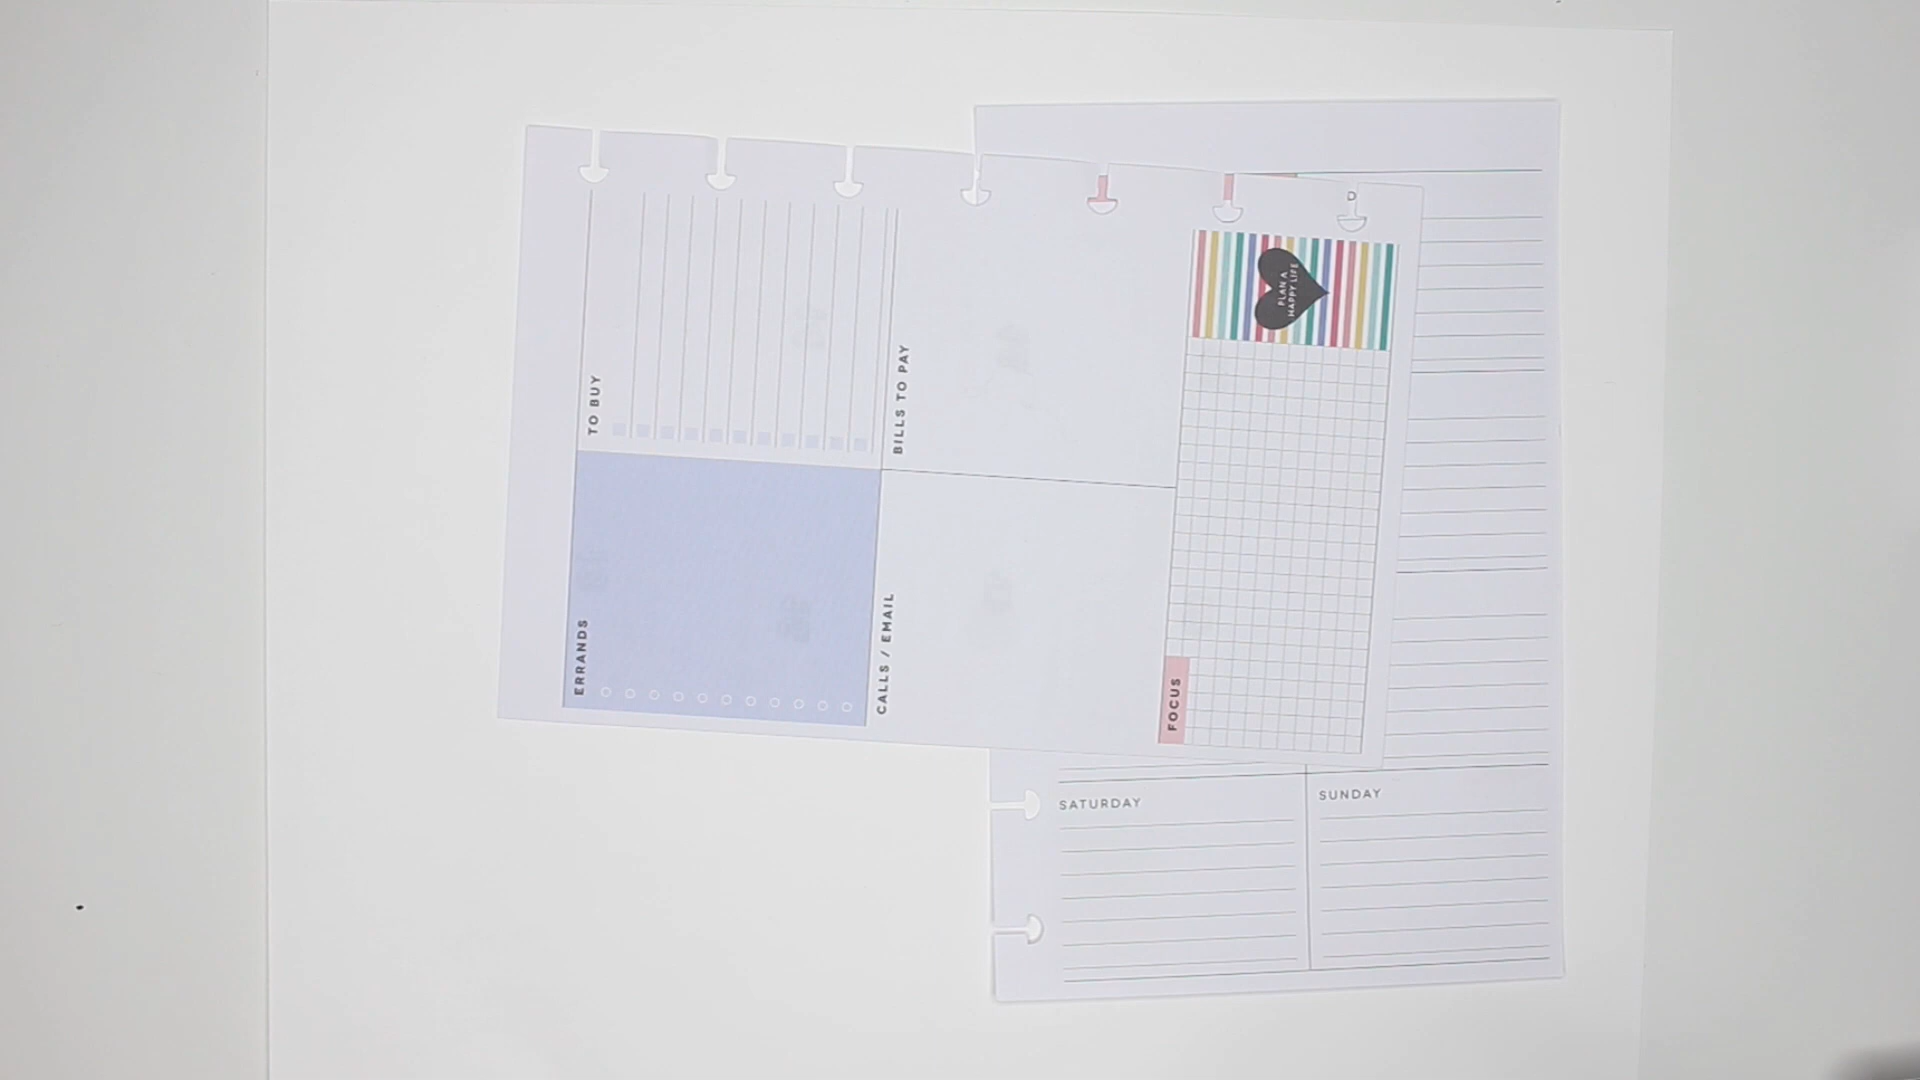 TO BUY
ERRANDS
BILLS TO PAY
CALLS / EMAIL
PLAN A
HAPPY LIFE
FOCUS
D
SATURDAY
SUNDAY